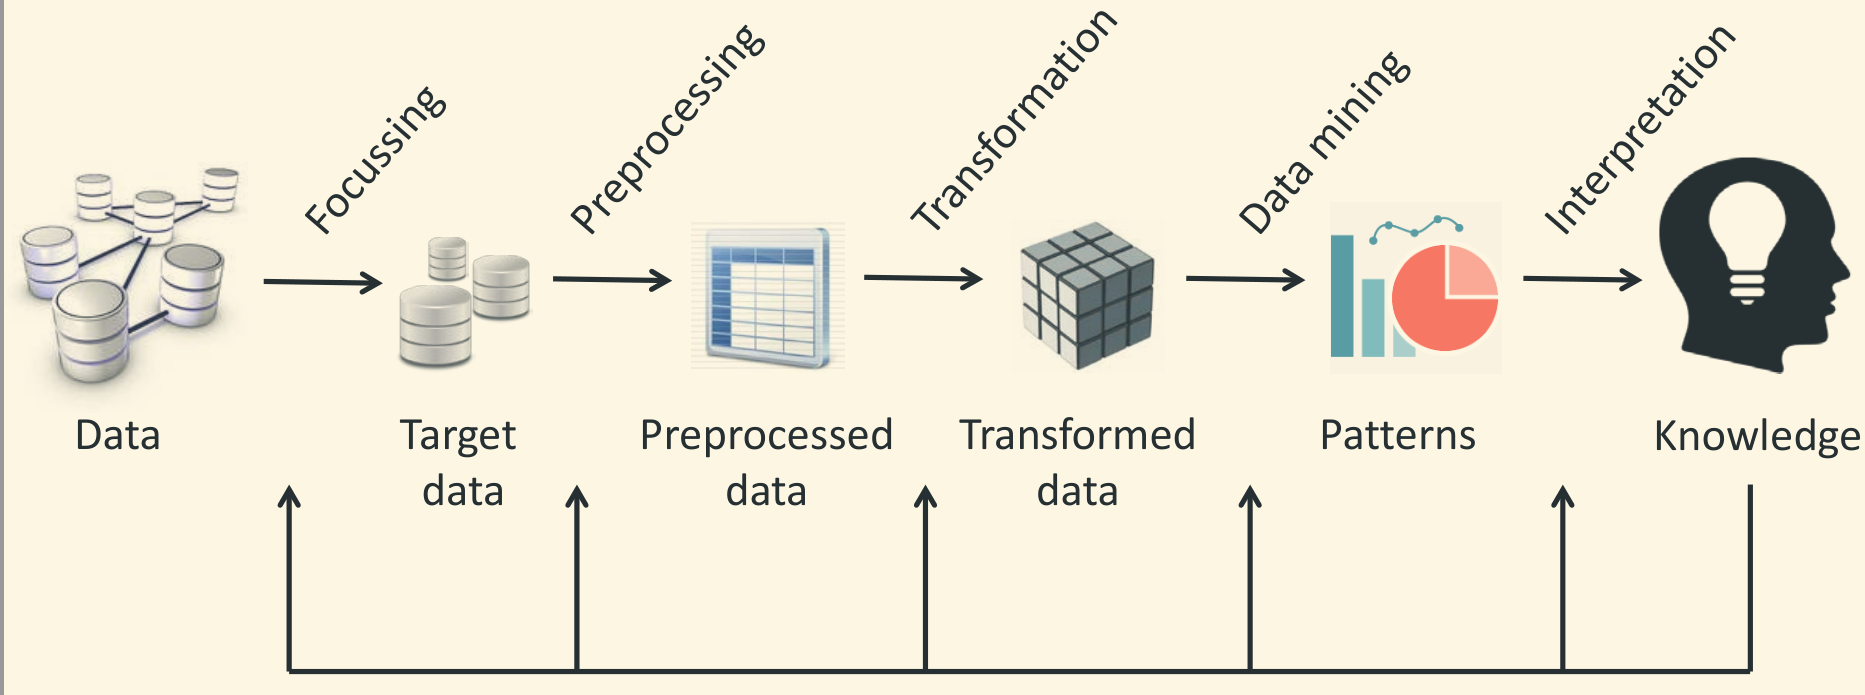 Focussing
Preprocessing
Transformation
Data mining
Interpretation
Data
Target
data
Preprocessed
data
Transformed
data
Patterns
Knowledge